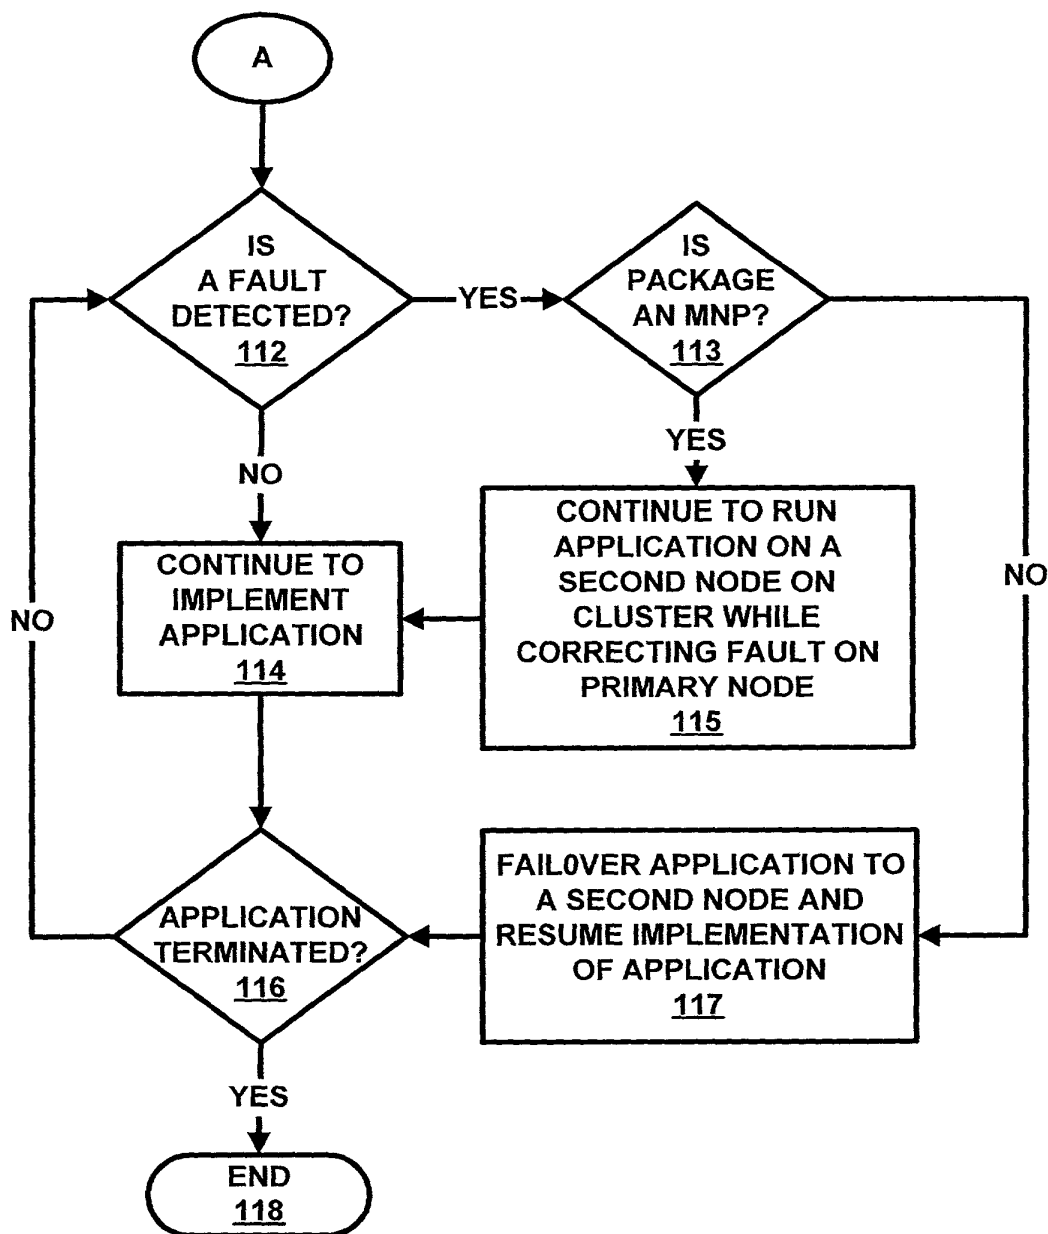 A
IS
A FAULT
DETECTED?
112
YES
IS
PACKAGE
AN MNP?
113
NO
YES
CONTINUE TO
IMPLEMENT
APPLICATION
114
CONTINUE TO RUN
APPLICATION ON A
SECOND NODE ON
CLUSTER WHILE
CORRECTING FAULT ON
PRIMARY NODE
115
NO
NO
APPLICATION
TERMINATED?
116
FAIL0VER APPLICATION TO
A SECOND NODE AND
RESUME IMPLEMENTATION
OF APPLICATION
117
YES
END
118